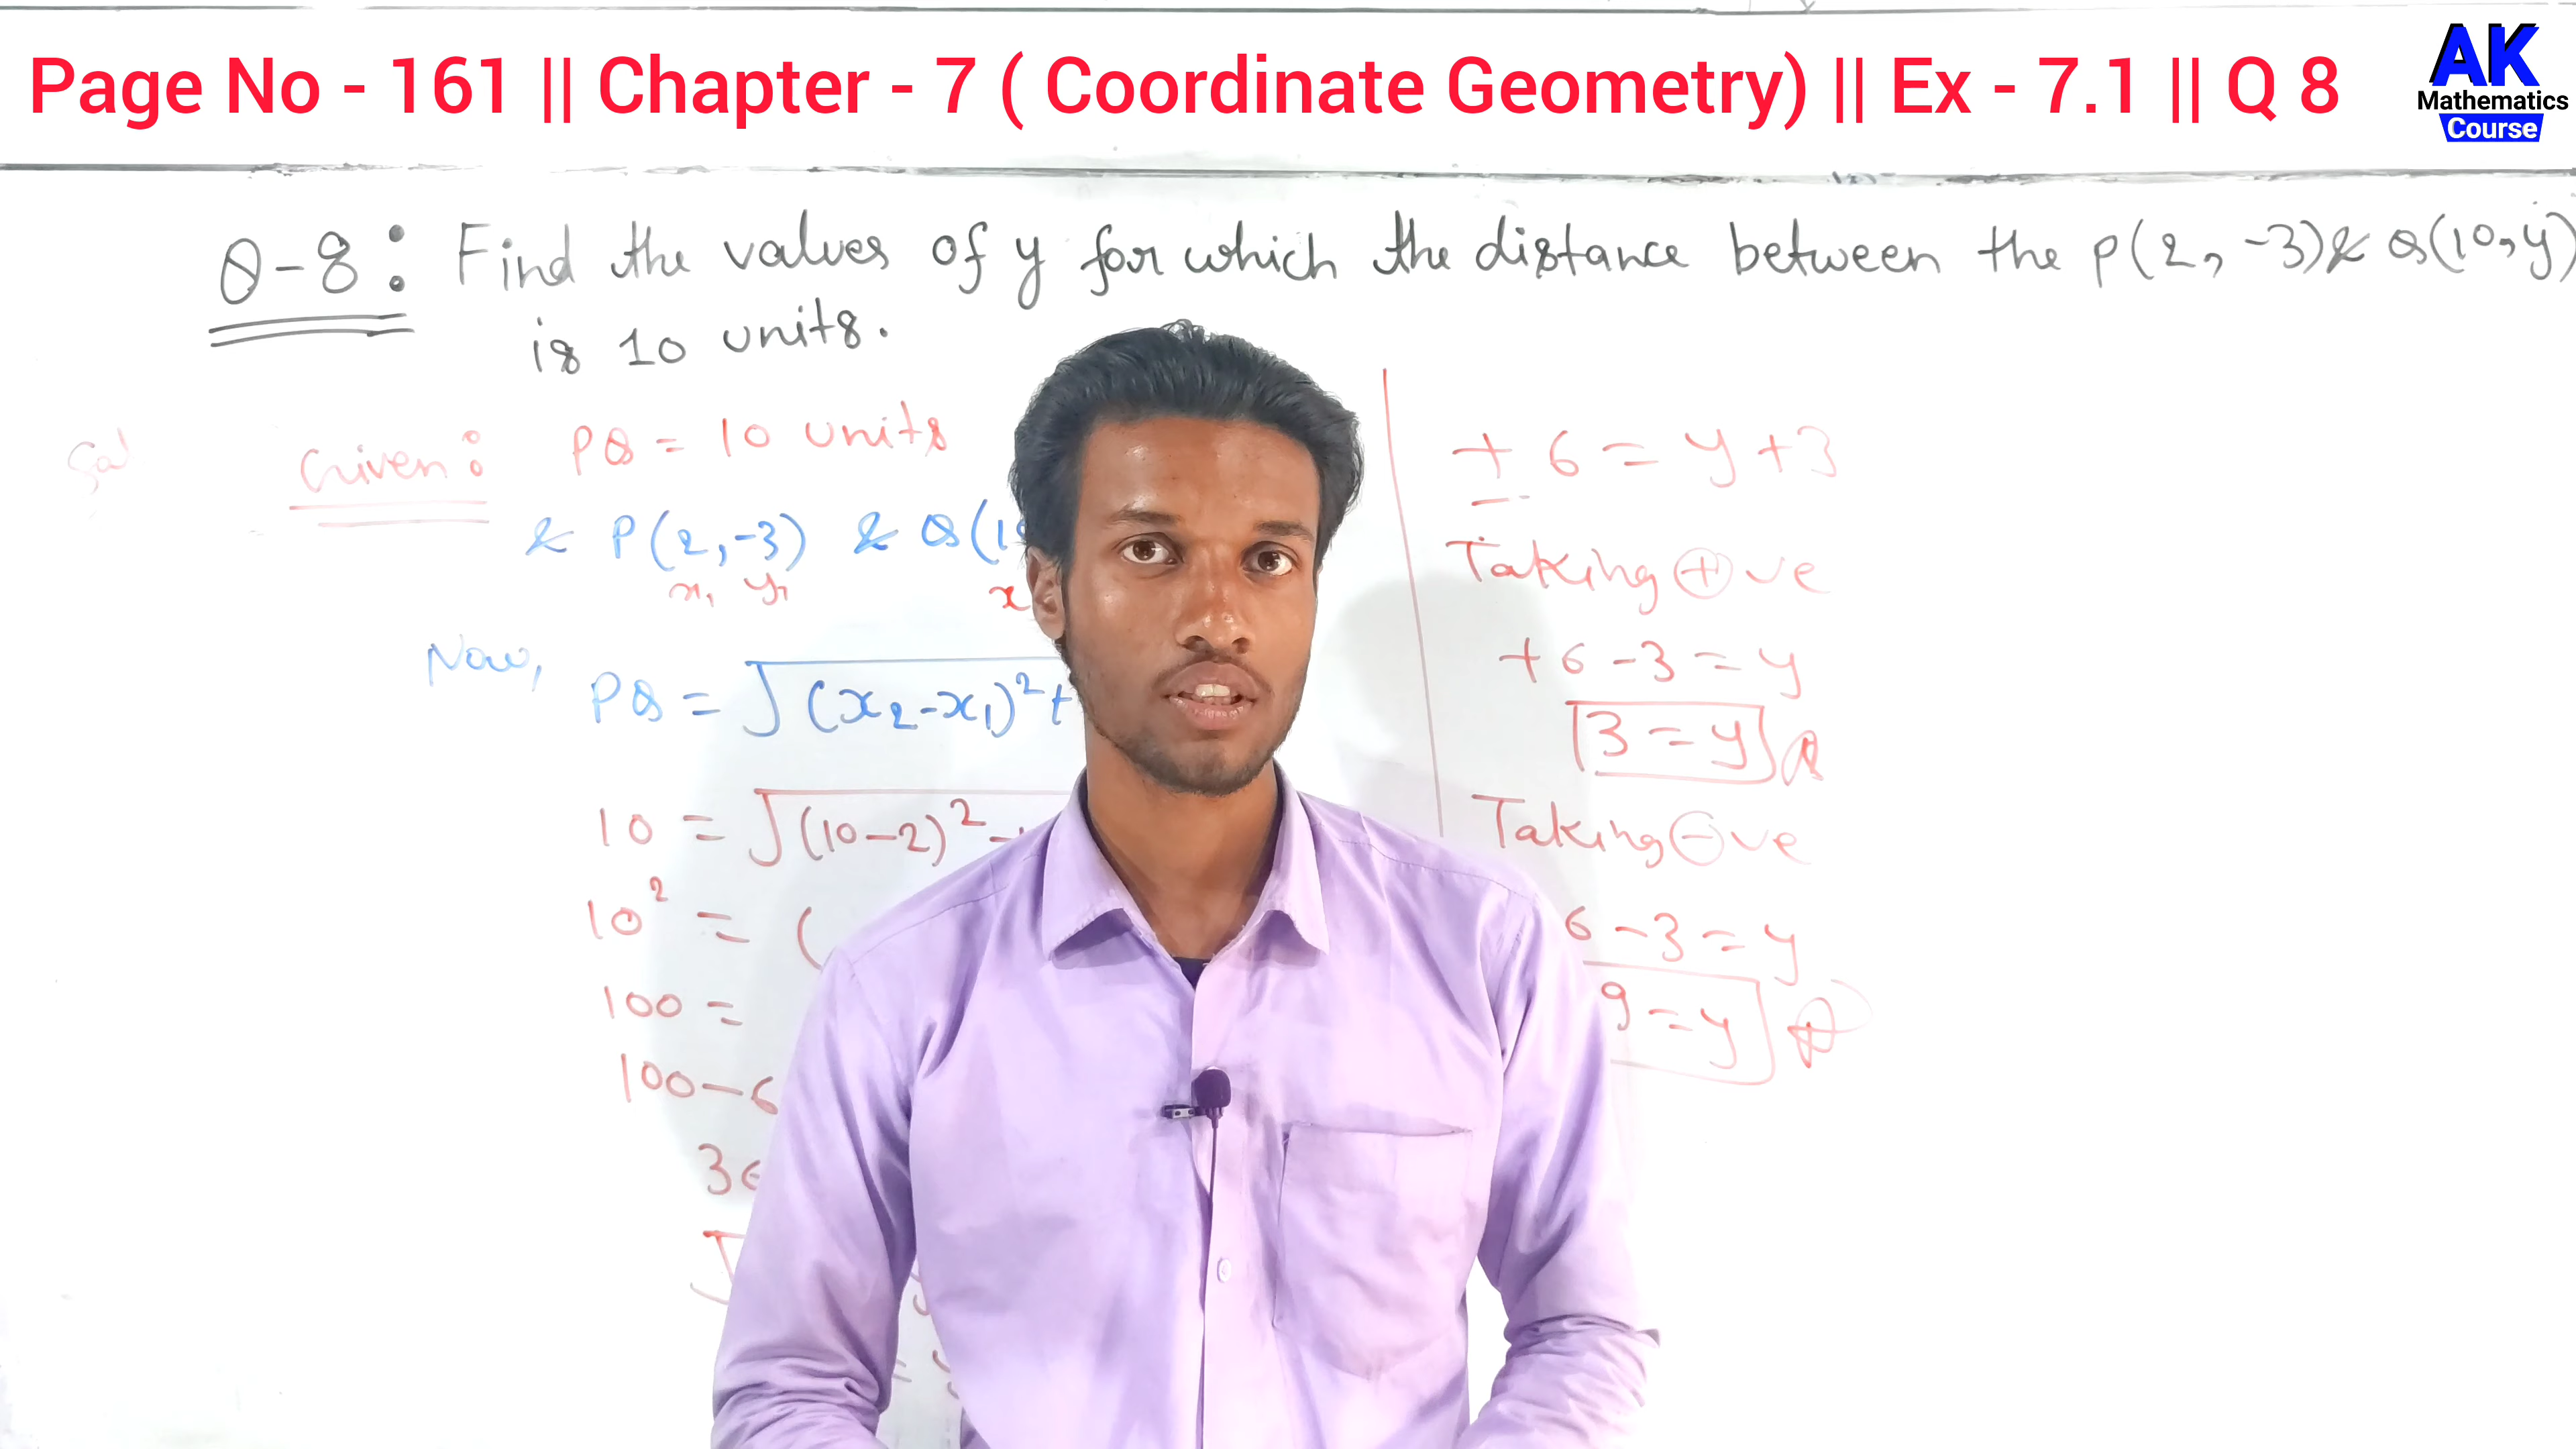 Page No - 161 || Chapter - 7 ( Coordinate Geometry) || Ex - 7.1 || Q 8
AK
Mathematics
Course
Q-8: Find the values of y for which the distance between the P(2, -3) & Q(10, y)
is 10 units.
Sol
Given: PQ = 10 units
& P(2, -3) & Q(10
x₁ y₁ x
Now,
PQ = √(x₂-x₁)²+
10 = √(10-2)²
10² = (
100 =
100-6
36
√
= y
± 6 = y+3
Taking ⊕ve
+6-3=y
3=y
Taking ⊖ve
6-3=y
9=y